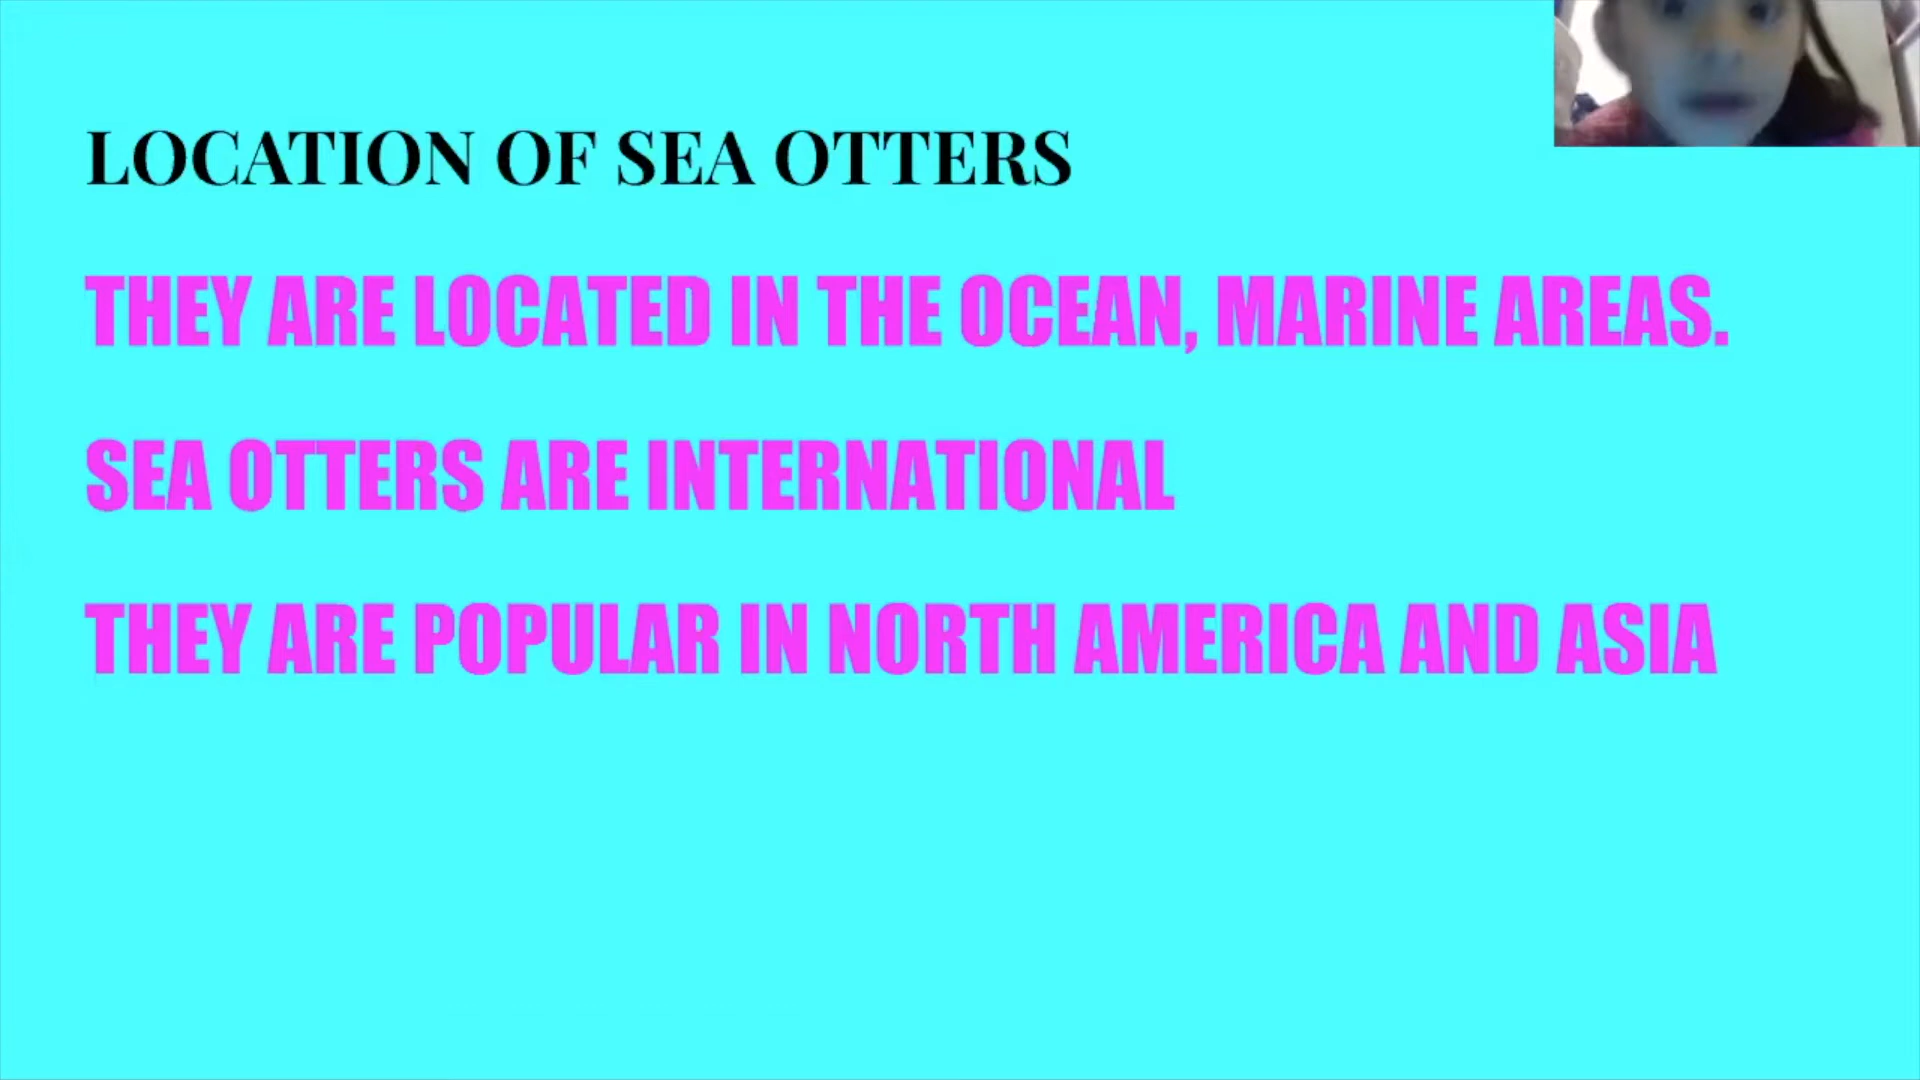 LOCATION OF SEA OTTERS
THEY ARE LOCATED IN THE OCEAN, MARINE AREAS.
SEA OTTERS ARE INTERNATIONAL
THEY ARE POPULAR IN NORTH AMERICA AND ASIA